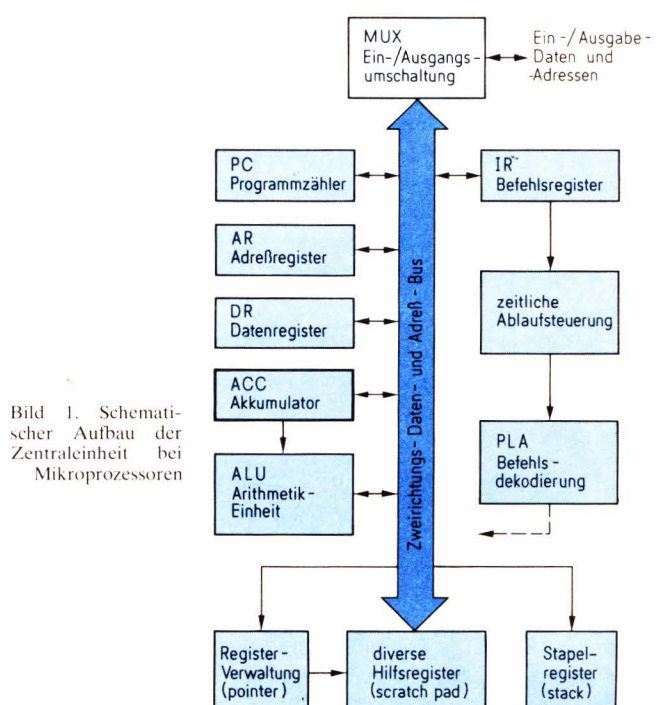 MUX
Ein-/Ausgangs-
umschaltung
Ein-/Ausgabe-
Daten und
-Adressen
PC
Programmzähler
IR
Befehlsregister
AR
Adreßregister
zeitliche
Ablaufsteuerung
DR
Datenregister
Zweirichtungs-Daten- und Adreß-Bus
ACC
Akkumulator
Bild 1. Schemati-
scher Aufbau der
Zentraleinheit bei
Mikroprozessoren
PLA
Befehls-
dekodierung
ALU
Arithmetik-
Einheit
Register-
Verwaltung
(pointer)
diverse
Hilfsregister
(scratch pad)
Stapel-
register
(stack)